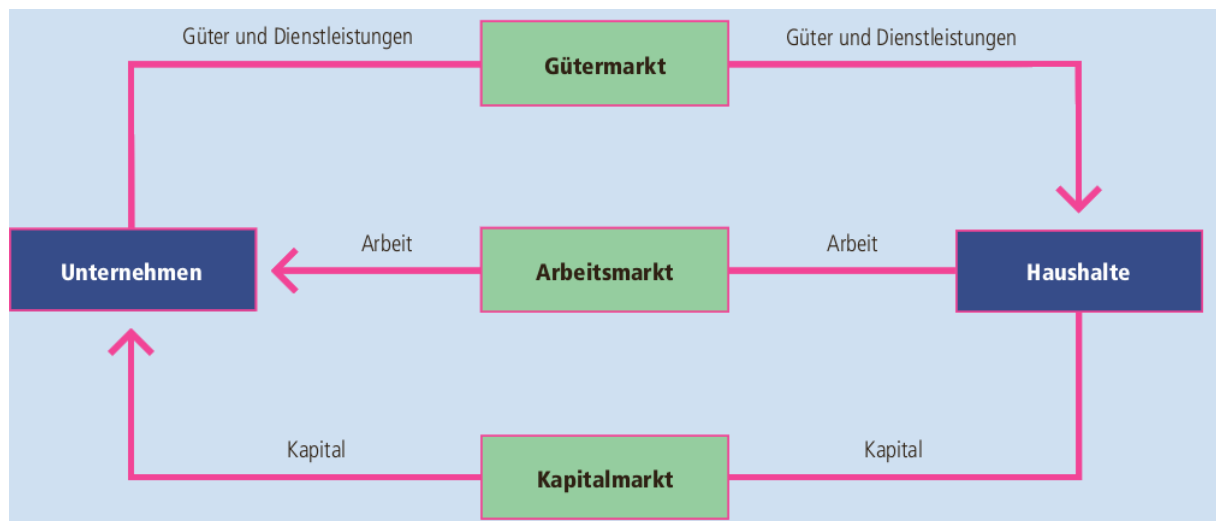 Güter und Dienstleistungen
Güter und Dienstleistungen
Gütermarkt
Arbeit
Arbeit
Unternehmen
Arbeitsmarkt
Haushalte
Kapital
Kapital
Kapitalmarkt